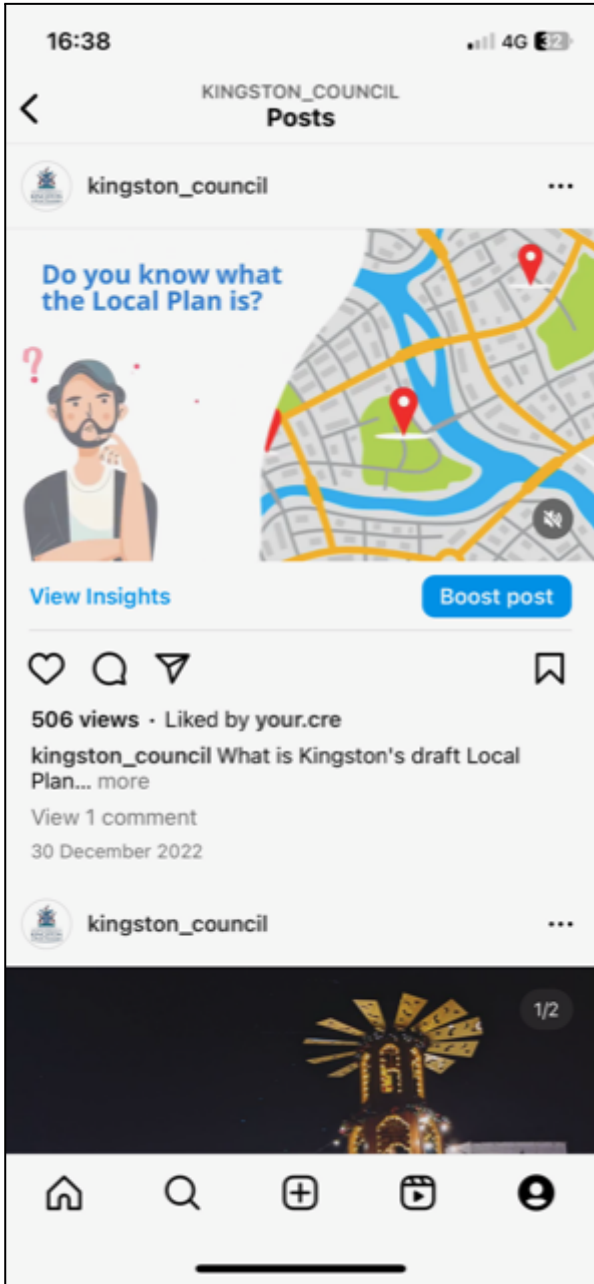 16:38 4G 32
KINGSTON_COUNCIL
Posts
kingston_council
Do you know what
the Local Plan is?
?
View Insights Boost post
506 views · Liked by your.cre
kingston_council What is Kingston's draft Local
Plan... more
View 1 comment
30 December 2022
kingston_council
1/2